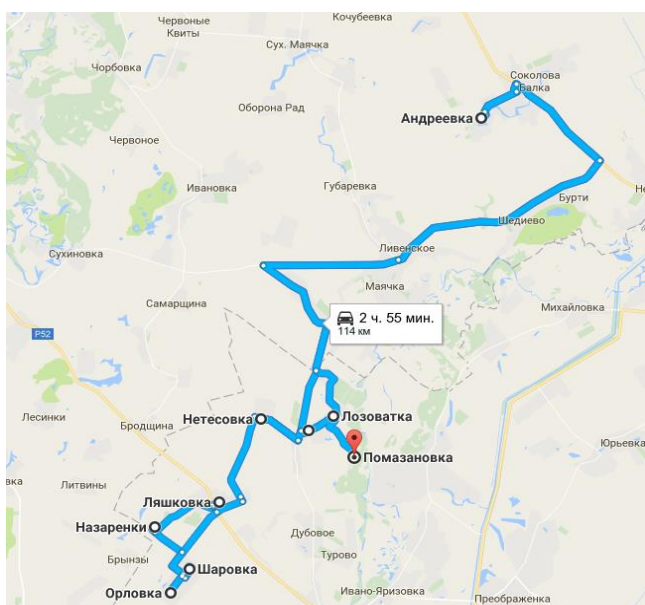 Кочубеевка
Червоные
Квиты
Сух. Маячка
Чорбовка
Соколова
Балка
Оборона Рад
Андреевка
Червоное
Ивановка
Губаревка
Бурти
Шедиево
Ливенское
Сухиновка
Маячка
Самарщина
Михайловка
2 ч. 55 мин.
114 км
Р52
Лесинки
Бродщина
Нетесовка
Лозоватка
Юрьевка
Помазановка
Литвины
Ляшковка
Назаренки
Дубовое
Турово
Брынзы
Шаровка
Орловка
Ивано-Яризовка
Преображенка